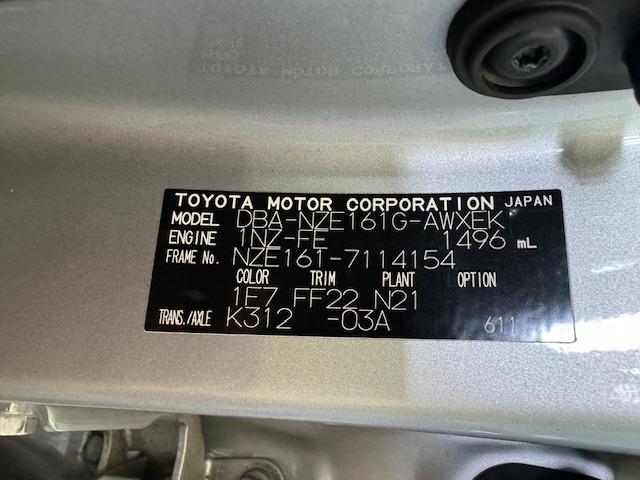 TOYOTA MOTOR CORPORATION JAPAN
MODEL DBA-NZE161G-AWXEK
ENGINE 1NZ-FE 1496 mL
FRAME No. NZE161-7114154
COLOR TRIM PLANT OPTION
1E7 FF22 N21
TRANS./AXLE K312 -03A 611